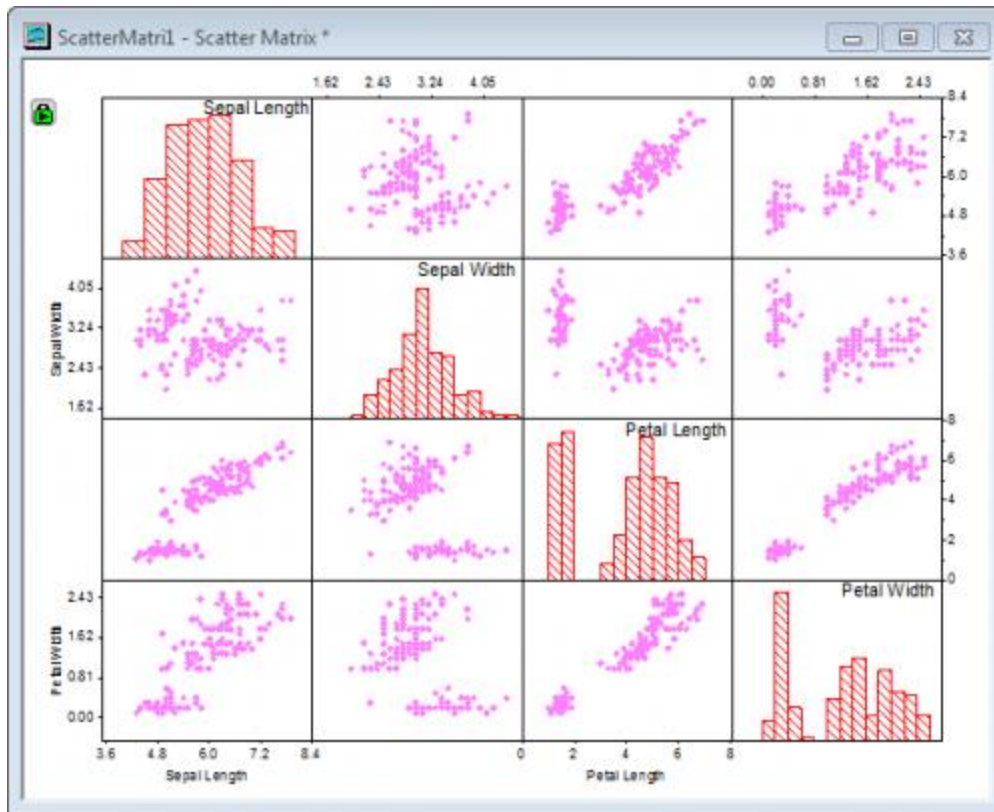 ScatterMatri1 - Scatter Matrix *
1.62 2.43 3.24 4.05 0.00 0.81 1.62 2.43
Sepal Length
8.4
7.2
6.0
4.8
3.6
Sepal Width
Sepal Width
4.05
3.24
2.43
1.62
Petal Length
8
6
4
2
0
Petal Width
Petal Width
2.43
1.62
0.81
0.00
3.6 4.8 6.0 7.2 8.4 0 2 4 6 8
Sepal Length Petal Length